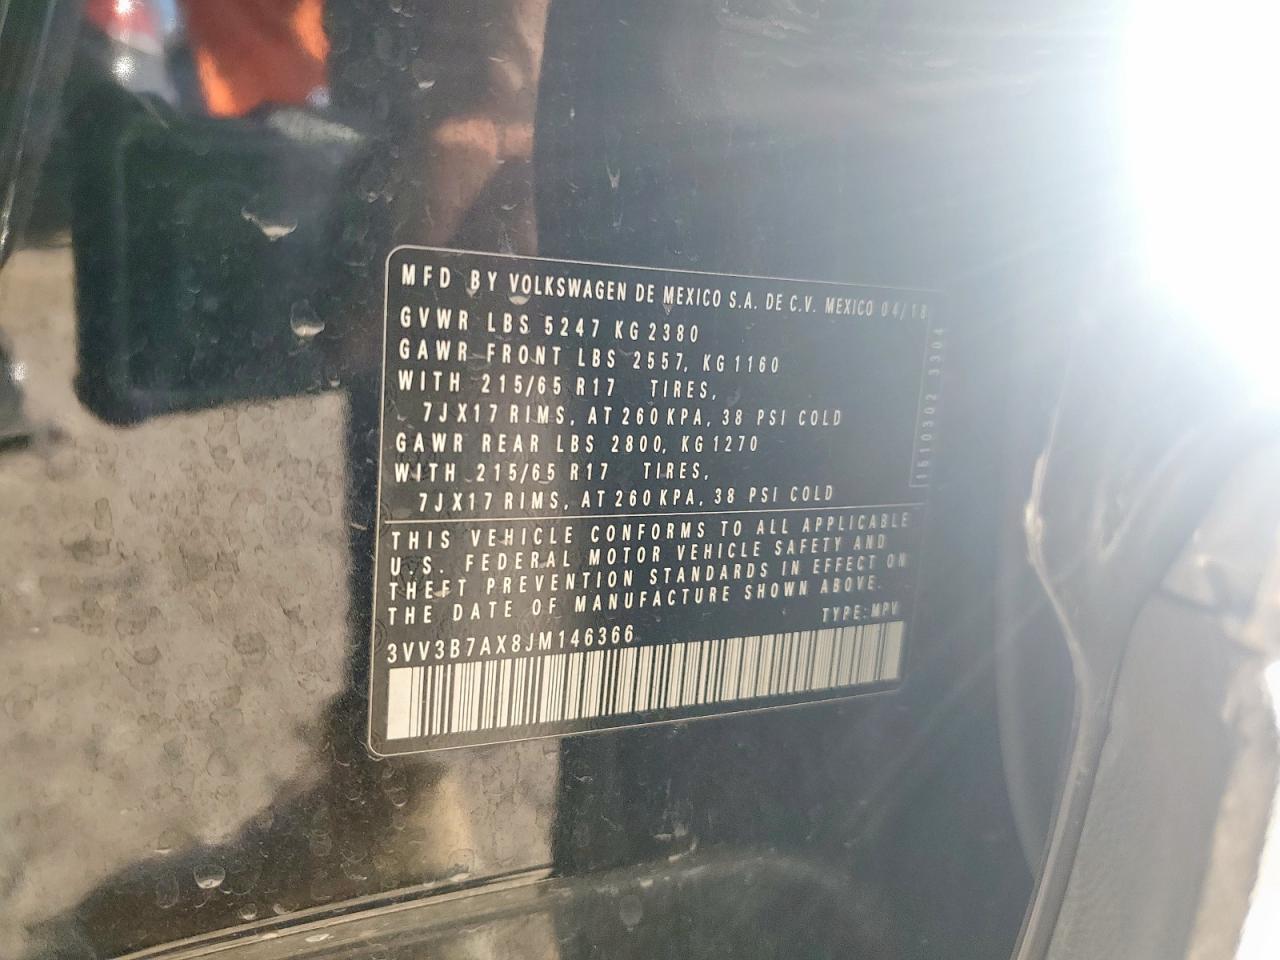 MFD BY VOLKSWAGEN DE MEXICO S.A. DE C.V. MEXICO 04/18
GVWR LBS 5247 KG 2380
GAWR FRONT LBS 2557, KG 1160
WITH 215/65 R17 TIRES,
7JX17 RIMS, AT 260 KPA, 38 PSI COLD
GAWR REAR LBS 2800, KG 1270
WITH 215/65 R17 TIRES,
7JX17 RIMS, AT 260 KPA, 38 PSI COLD
1610302 3304
THIS VEHICLE CONFORMS TO ALL APPLICABLE
U.S. FEDERAL MOTOR VEHICLE SAFETY AND
THEFT PREVENTION STANDARDS IN EFFECT ON
THE DATE OF MANUFACTURE SHOWN ABOVE.
TYPE: MPV
3VV3B7AX8JM146366